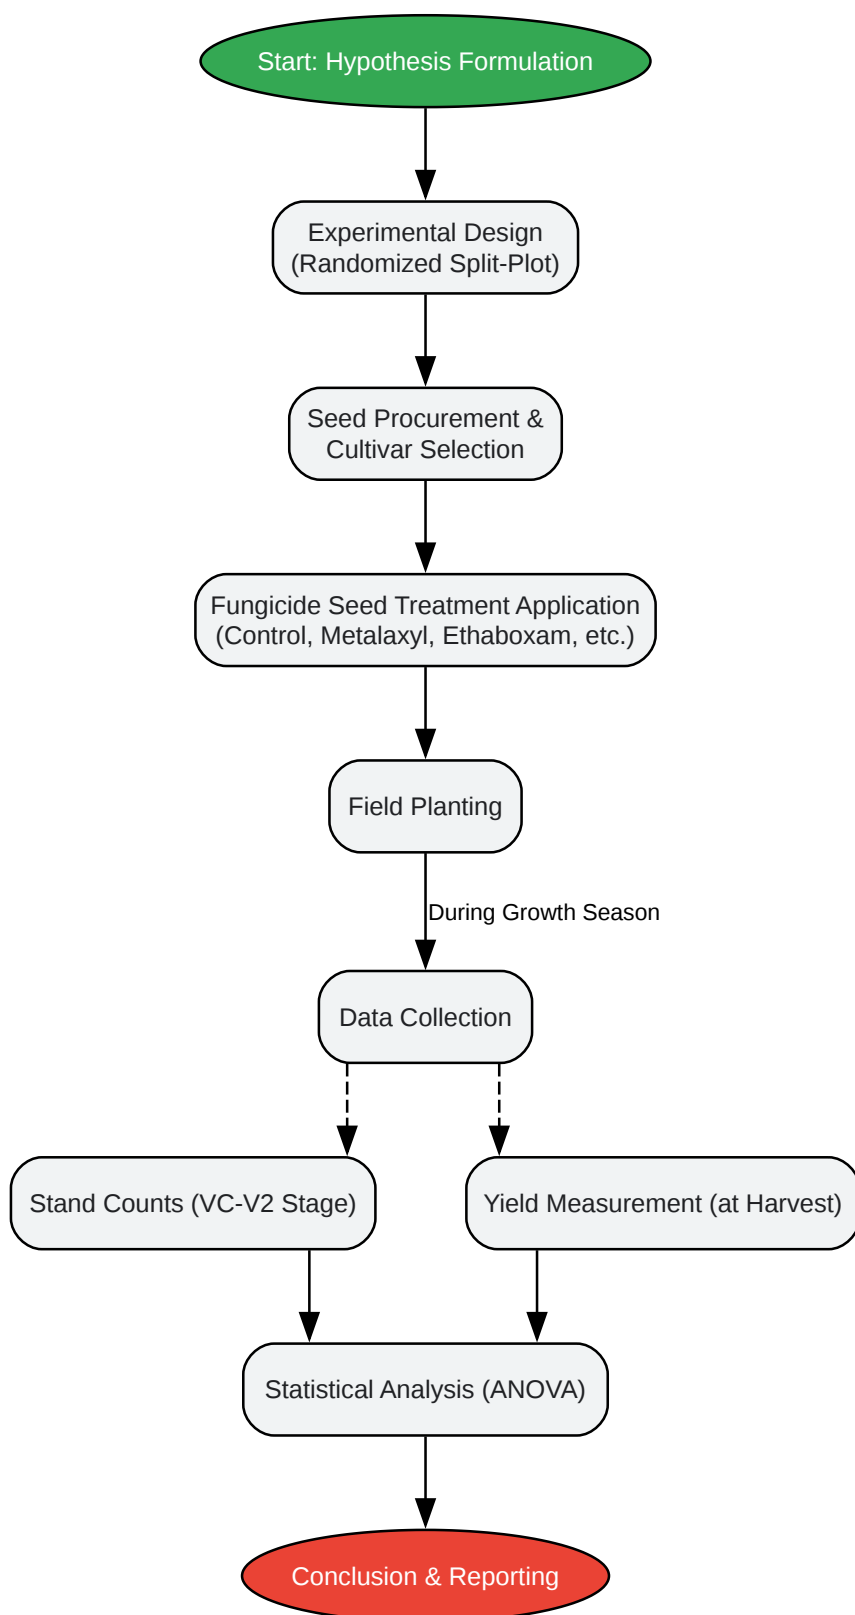 Start: Hypothesis Formulation
Experimental Design
(Randomized Split-Plot)
Seed Procurement &
Cultivar Selection
Fungicide Seed Treatment Application
(Control, Metalaxyl, Ethaboxam, etc.)
Field Planting
During Growth Season
Data Collection
Stand Counts (VC-V2 Stage)
Yield Measurement (at Harvest)
Statistical Analysis (ANOVA)
Conclusion & Reporting